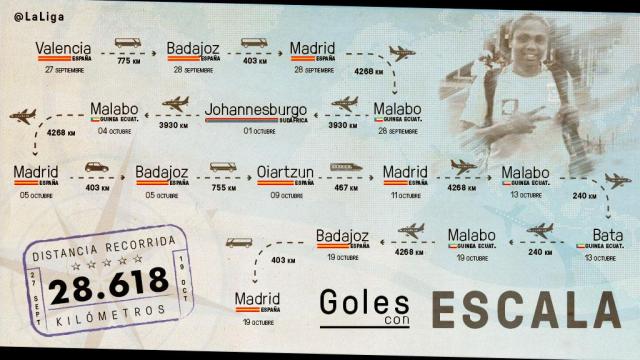 @LaLiga
Valencia
ESPAÑA
27 SEPTIEMBRE
775 KM
Badajoz
ESPAÑA
28 SEPTIEMBRE
403 KM
Madrid
ESPAÑA
28 SEPTIEMBRE
4268 KM
Malabo
GUINEA ECUAT.
28 SEPTIEMBRE
3930 KM
Johannesburgo
SUDÁFRICA
01 OCTUBRE
3930 KM
Malabo
GUINEA ECUAT.
04 OCTUBRE
4268 KM
Madrid
ESPAÑA
05 OCTUBRE
403 KM
Badajoz
ESPAÑA
05 OCTUBRE
755 KM
Oiartzun
ESPAÑA
09 OCTUBRE
467 KM
Madrid
ESPAÑA
11 OCTUBRE
4268 KM
Malabo
GUINEA ECUAT.
13 OCTUBRE
240 KM
Bata
GUINEA ECUAT.
13 OCTUBRE
240 KM
Malabo
GUINEA ECUAT.
19 OCTUBRE
4268 KM
Badajoz
ESPAÑA
19 OCTUBRE
403 KM
Madrid
ESPAÑA
19 OCTUBRE
DISTANCIA RECORRIDA
27 SEPT
28.618
19 OCT
KILÓMETROS
Goles
con
ESCALA